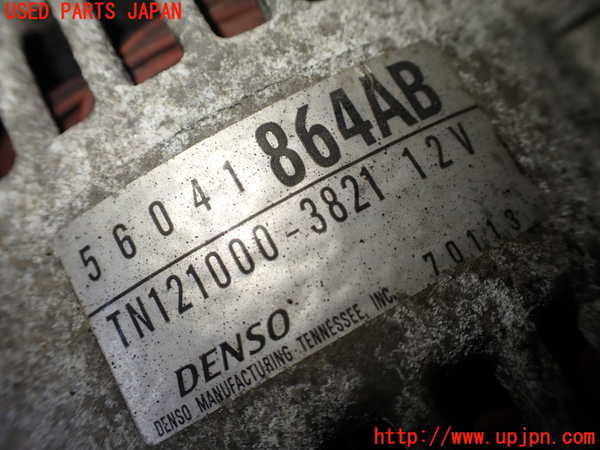 USED PARTS JAPAN
56041 864AB
TN121000-3821 12V
70113
DENSO
DENSO MANUFACTURING TENNESSEE, INC.
http://www.upjpn.com/